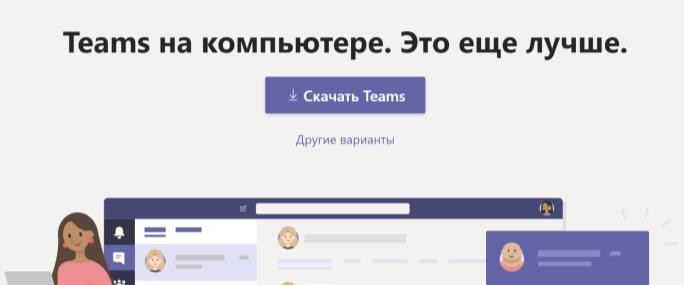 Teams на компьютере. Это еще лучше.
Скачать Teams
Другие варианты